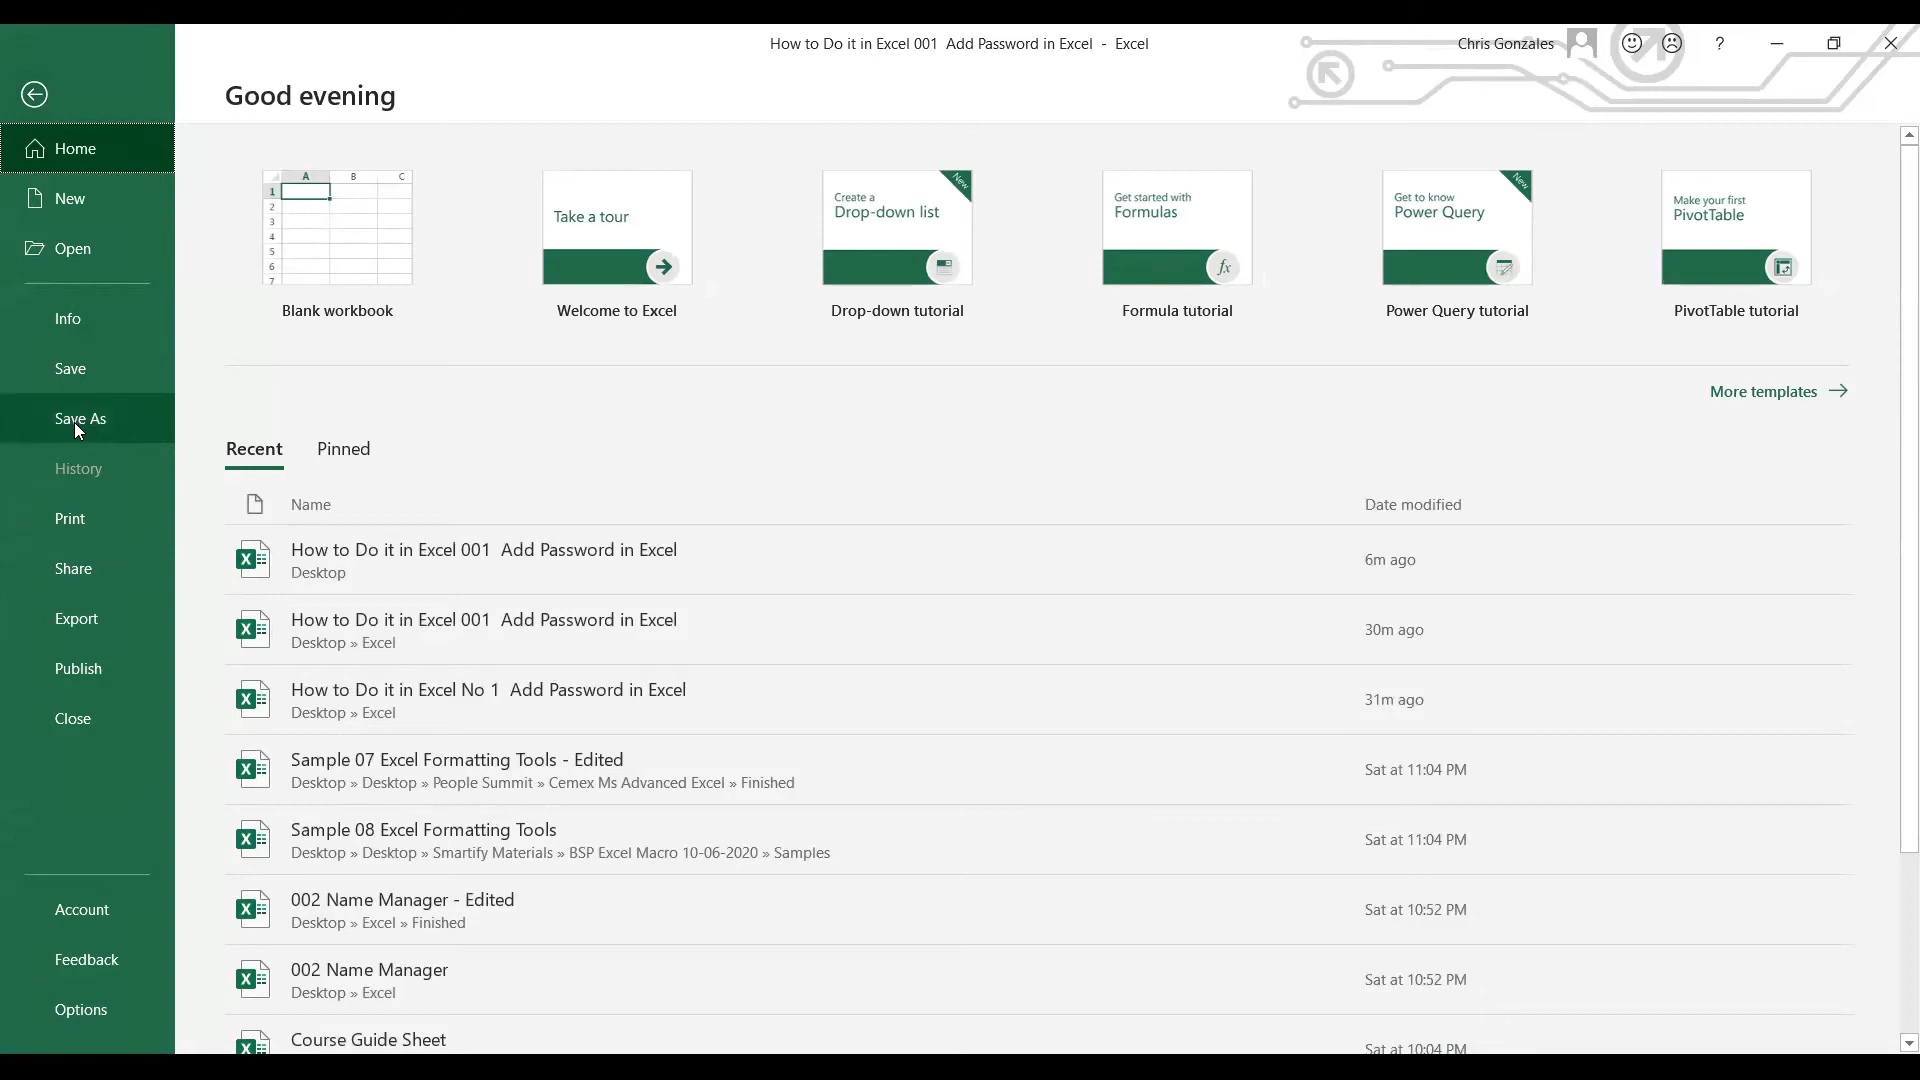 How to Do it in Excel 001  Add Password in Excel  -  Excel
Chris Gonzales
?
Good evening
Home
New
Open
Info
Save
Save As
History
Print
Share
Export
Publish
Close
Account
Feedback
Options
A B C
1
2
3
4
5
6
7
Blank workbook
Take a tour
Welcome to Excel
Create a
Drop-down list
New
Drop-down tutorial
Get started with
Formulas
fx
Formula tutorial
Get to know
Power Query
New
Power Query tutorial
Make your first
PivotTable
PivotTable tutorial
More templates
Recent Pinned
Name Date modified
How to Do it in Excel 001  Add Password in Excel
Desktop
6m ago
How to Do it in Excel 001  Add Password in Excel
Desktop » Excel
30m ago
How to Do it in Excel No 1  Add Password in Excel
Desktop » Excel
31m ago
Sample 07 Excel Formatting Tools - Edited
Desktop » Desktop » People Summit » Cemex Ms Advanced Excel » Finished
Sat at 11:04 PM
Sample 08 Excel Formatting Tools
Desktop » Desktop » Smartify Materials » BSP Excel Macro 10-06-2020 » Samples
Sat at 11:04 PM
002 Name Manager - Edited
Desktop » Excel » Finished
Sat at 10:52 PM
002 Name Manager
Desktop » Excel
Sat at 10:52 PM
Course Guide Sheet
Sat at 10:04 PM